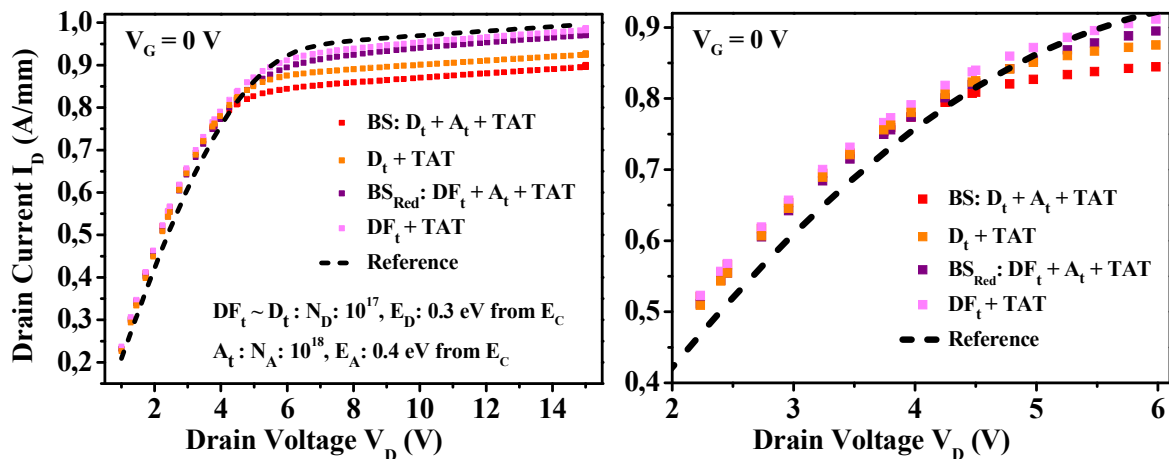 Drain Current I_D (A/mm)
1,0
0,9
0,8
0,7
0,6
0,5
0,4
0,3
0,2
V_G = 0 V
BS: D_t + A_t + TAT
D_t + TAT
BS_Red: DF_t + A_t + TAT
DF_t + TAT
Reference
DF_t ~ D_t : N_D: 10^17, E_D: 0.3 eV from E_C
A_t : N_A: 10^18, E_A: 0.4 eV from E_C
2 4 6 8 10 12 14
Drain Voltage V_D (V)
0,9
0,8
0,7
0,6
0,5
0,4
V_G = 0 V
BS: D_t + A_t + TAT
D_t + TAT
BS_Red: DF_t + A_t + TAT
DF_t + TAT
Reference
2 3 4 5 6
Drain Voltage V_D (V)